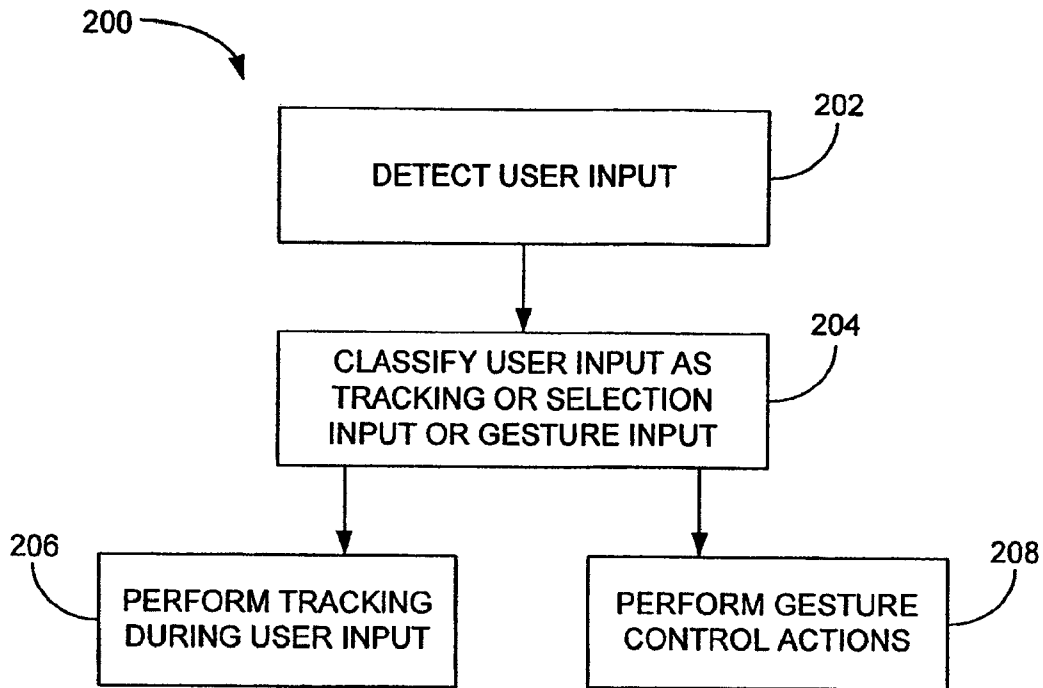 200
202
DETECT USER INPUT
204
CLASSIFY USER INPUT AS
TRACKING OR SELECTION
INPUT OR GESTURE INPUT
206
PERFORM TRACKING
DURING USER INPUT
208
PERFORM GESTURE
CONTROL ACTIONS